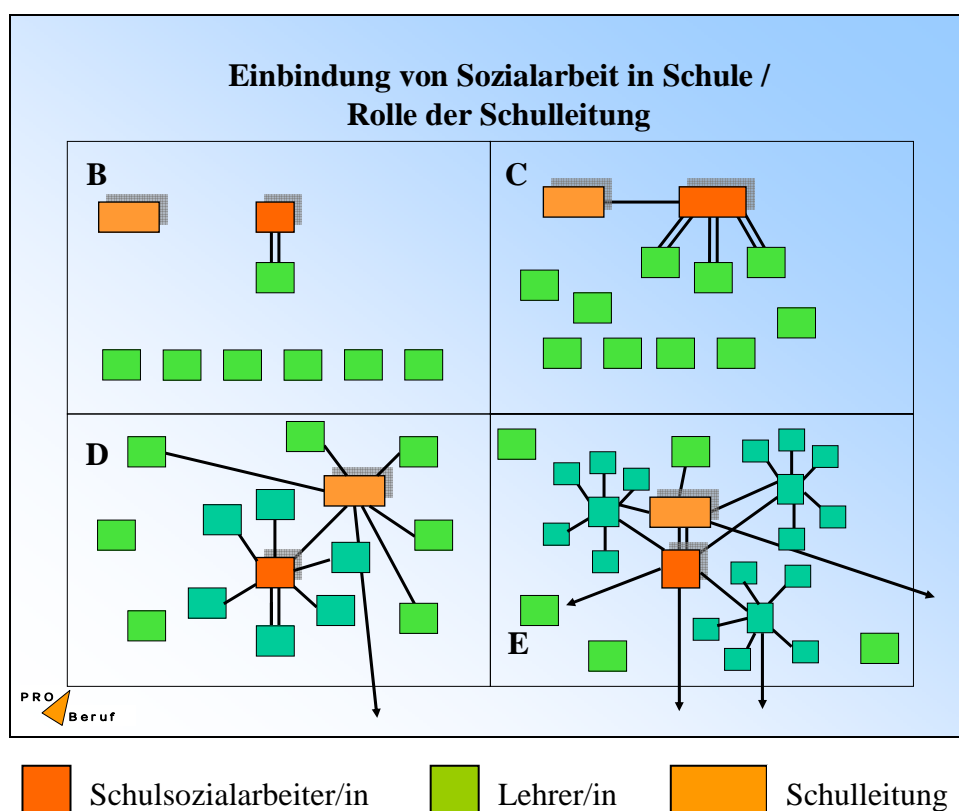 Einbindung von Sozialarbeit in Schule /
Rolle der Schulleitung
B
C
D
E
PRO
Beruf
Schulsozialarbeiter/in
Lehrer/in
Schulleitung